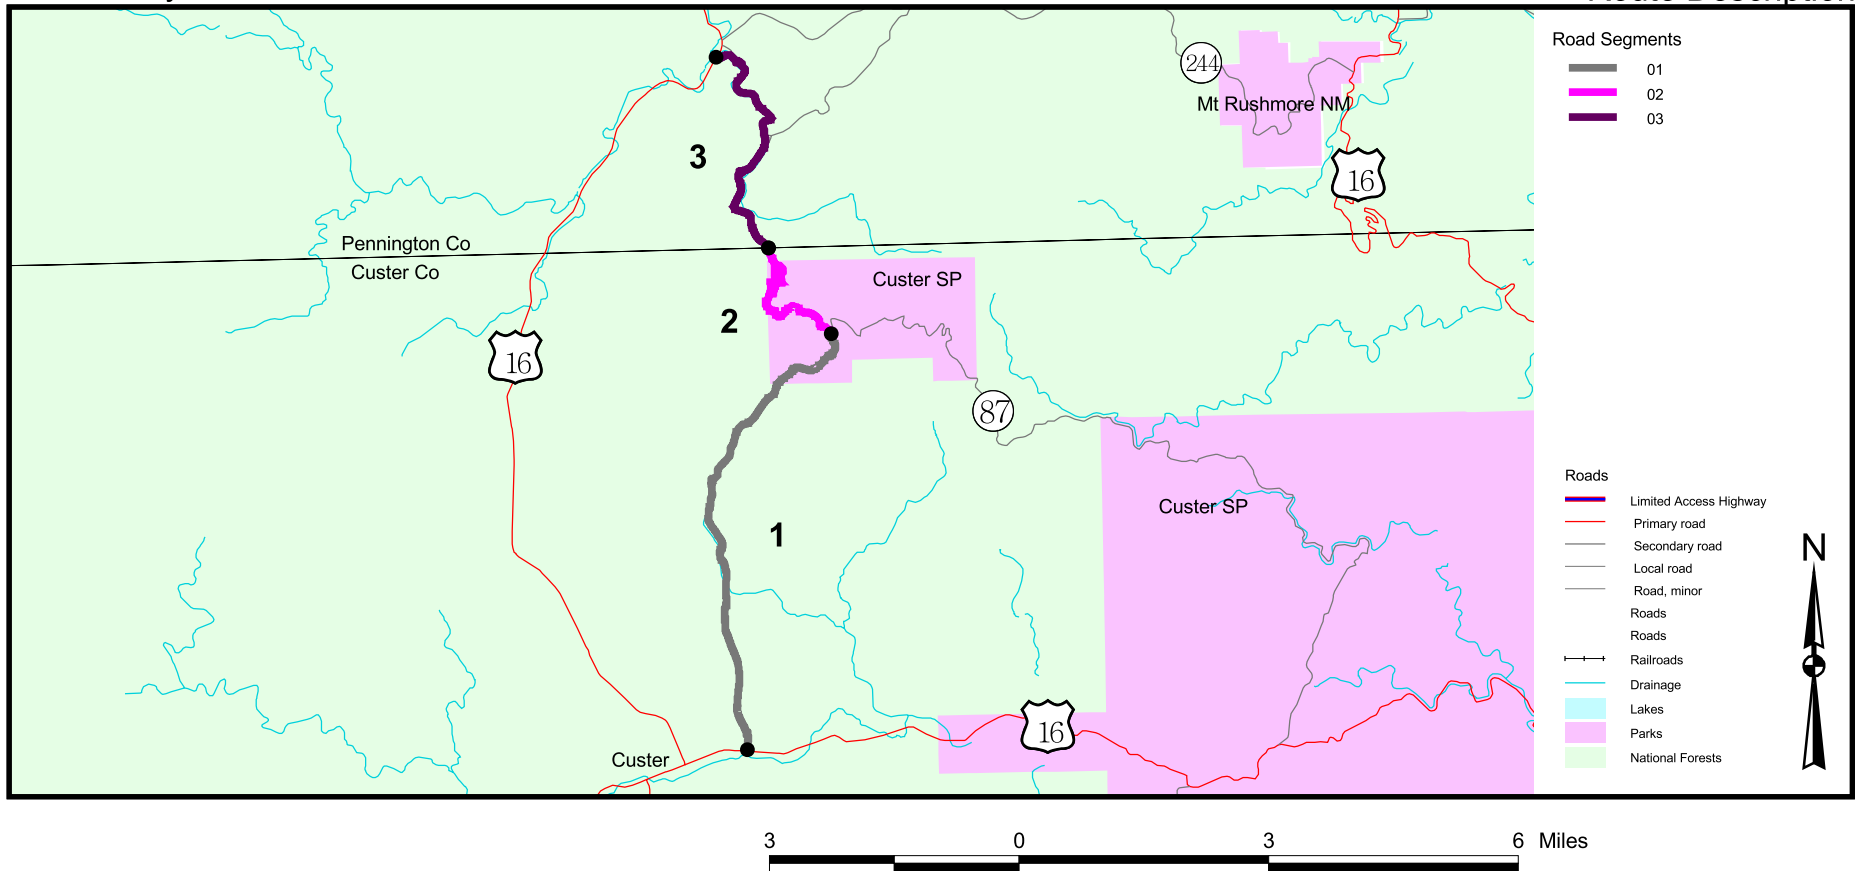 Route Description
Road Segments
01
02
03
244
Mt Rushmore NM
16
3
Pennington Co
Custer Co
Custer SP
2
16
87
Custer SP
1
16
Custer
Roads
Limited Access Highway
Primary road
Secondary road
Local road
Road, minor
Roads
Roads
Railroads
Drainage
Lakes
Parks
National Forests
N
3 0 3 6 Miles